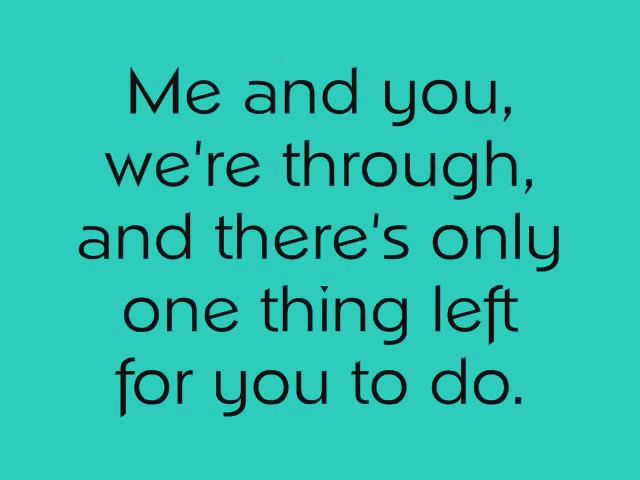 Me and you,
we're through,
and there's only
one thing left
for you to do.